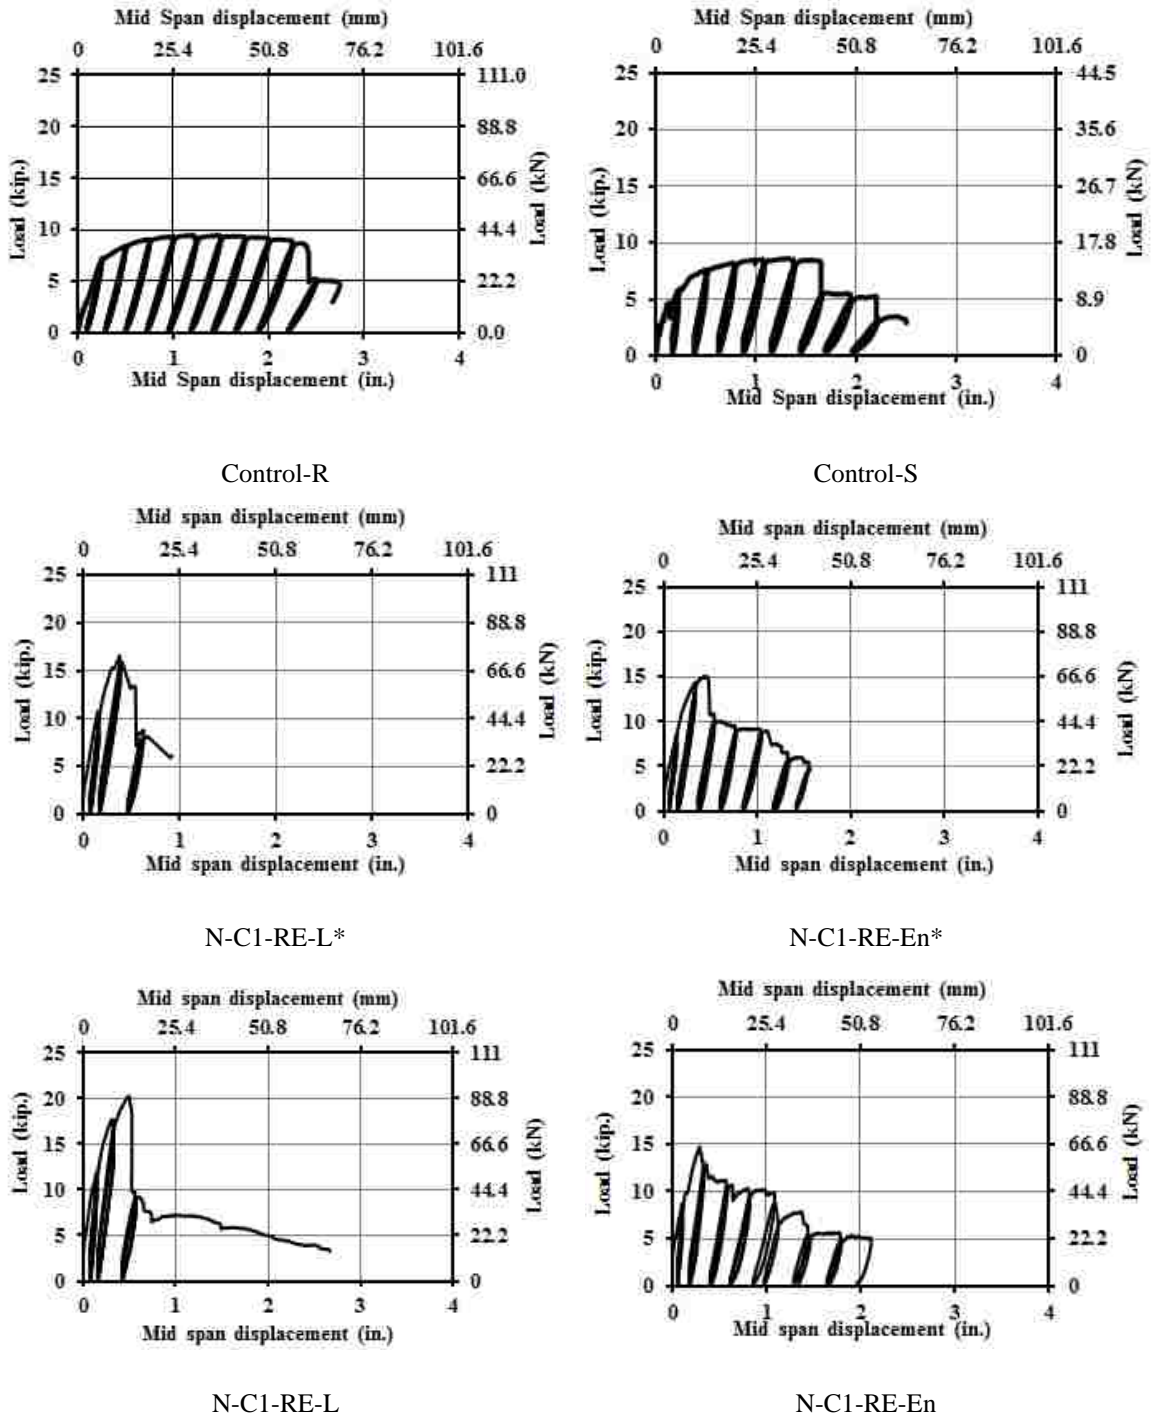 Mid Span displacement (mm)
0 25.4 50.8 76.2 101.6
25 111.0
20 88.8
15 66.6
10 44.4
5 22.2
0 0.0
Load (kip.)
Load (kN)
0 1 2 3 4
Mid Span displacement (in.)
Control-R
Mid Span displacement (mm)
0 25.4 50.8 76.2 101.6
25 44.5
20 35.6
15 26.7
10 17.8
5 8.9
0 0
Load (kip.)
Load (kN)
0 1 2 3 4
Mid Span displacement (in.)
Control-S
Mid span displacement (mm)
0 25.4 50.8 76.2 101.6
25 111
20 88.8
15 66.6
10 44.4
5 22.2
0 0
Load (kip.)
Load (kN)
0 1 2 3 4
Mid span displacement (in.)
N-C1-RE-L*
Mid span displacement (mm)
0 25.4 50.8 76.2 101.6
25 111
20 88.8
15 66.6
10 44.4
5 22.2
0 0
Load (kip.)
Load (kN)
0 1 2 3 4
Mid span displacement (in.)
N-C1-RE-En*
Mid span displacement (mm)
0 25.4 50.8 76.2 101.6
25 111
20 88.8
15 66.6
10 44.4
5 22.2
0 0
Load (kip.)
Load (kN)
0 1 2 3 4
Mid span displacement (in.)
N-C1-RE-L
Mid span displacement (mm)
0 25.4 50.8 76.2 101.6
25 111
20 88.8
15 66.6
10 44.4
5 22.2
0 0
Load (kip.)
Load (kN)
0 1 2 3 4
Mid span displacement (in.)
N-C1-RE-En